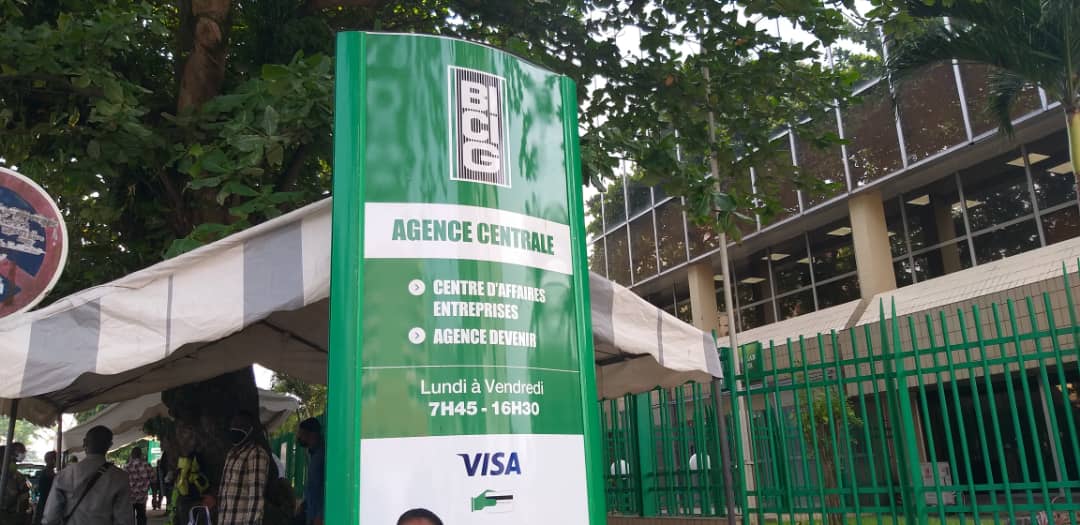 BICIG
AGENCE CENTRALE
CENTRE D'AFFAIRES
ENTREPRISES
AGENCE DEVENIR
Lundi à Vendredi
7H45 - 16H30
VISA